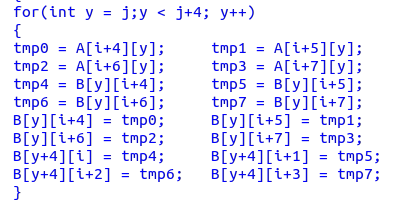 for(int y = j;y < j+4; y++)
{
tmp0 = A[i+4][y]; tmp1 = A[i+5][y];
tmp2 = A[i+6][y]; tmp3 = A[i+7][y];
tmp4 = B[y][i+4]; tmp5 = B[y][i+5];
tmp6 = B[y][i+6]; tmp7 = B[y][i+7];
B[y][i+4] = tmp0; B[y][i+5] = tmp1;
B[y][i+6] = tmp2; B[y][i+7] = tmp3;
B[y+4][i] = tmp4; B[y+4][i+1] = tmp5;
B[y+4][i+2] = tmp6; B[y+4][i+3] = tmp7;
}